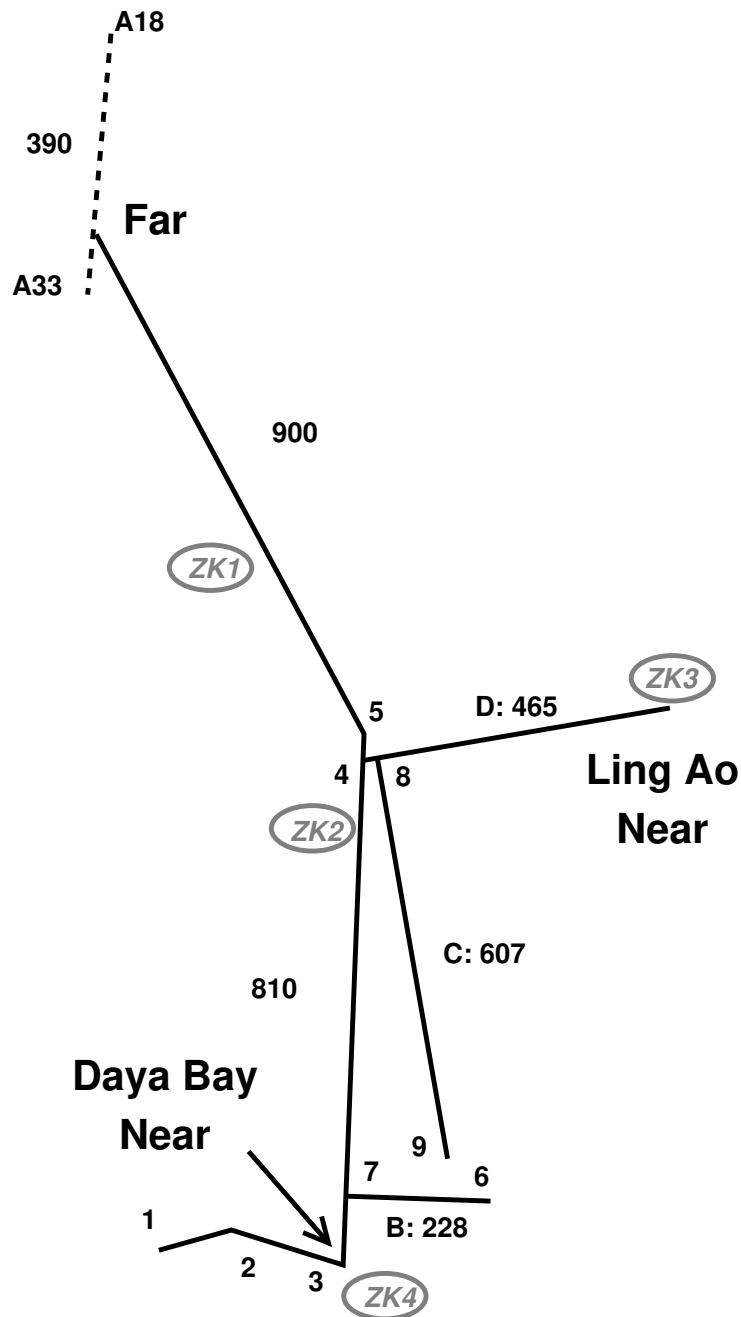 A18
390
Far
A33
900
ZK1
ZK3
5
D: 465
4
8
Ling Ao
Near
ZK2
C: 607
810
Daya Bay
Near
9
7
6
1
B: 228
2
3
ZK4